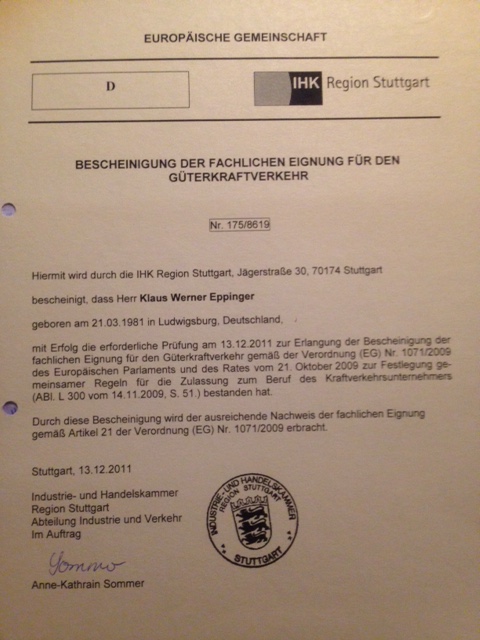 EUROPÄISCHE GEMEINSCHAFT
D
IHK Region Stuttgart
BESCHEINIGUNG DER FACHLICHEN EIGNUNG FÜR DEN
GÜTERKRAFTVERKEHR
Nr. 175/8619
Hiermit wird durch die IHK Region Stuttgart, Jägerstraße 30, 70174 Stuttgart
bescheinigt, dass Herr Klaus Werner Eppinger
geboren am 21.03.1981 in Ludwigsburg, Deutschland,
mit Erfolg die erforderliche Prüfung am 13.12.2011 zur Erlangung der Bescheinigung der
fachlichen Eignung für den Güterkraftverkehr gemäß der Verordnung (EG) Nr. 1071/2009
des Europäischen Parlaments und des Rates vom 21. Oktober 2009 zur Festlegung ge-
meinsamer Regeln für die Zulassung zum Beruf des Kraftverkehrsunternehmers
(ABl. L 300 vom 14.11.2009, S. 51.) bestanden hat.
Durch diese Bescheinigung wird der ausreichende Nachweis der fachlichen Eignung
gemäß Artikel 21 der Verordnung (EG) Nr. 1071/2009 erbracht.
Stuttgart, 13.12.2011
Industrie- und Handelskammer
Region Stuttgart
Abteilung Industrie und Verkehr
Im Auftrag
INDUSTRIE- UND HANDELSKAMMER
REGION STUTTGART
STUTTGART
Sommer
Anne-Kathrain Sommer